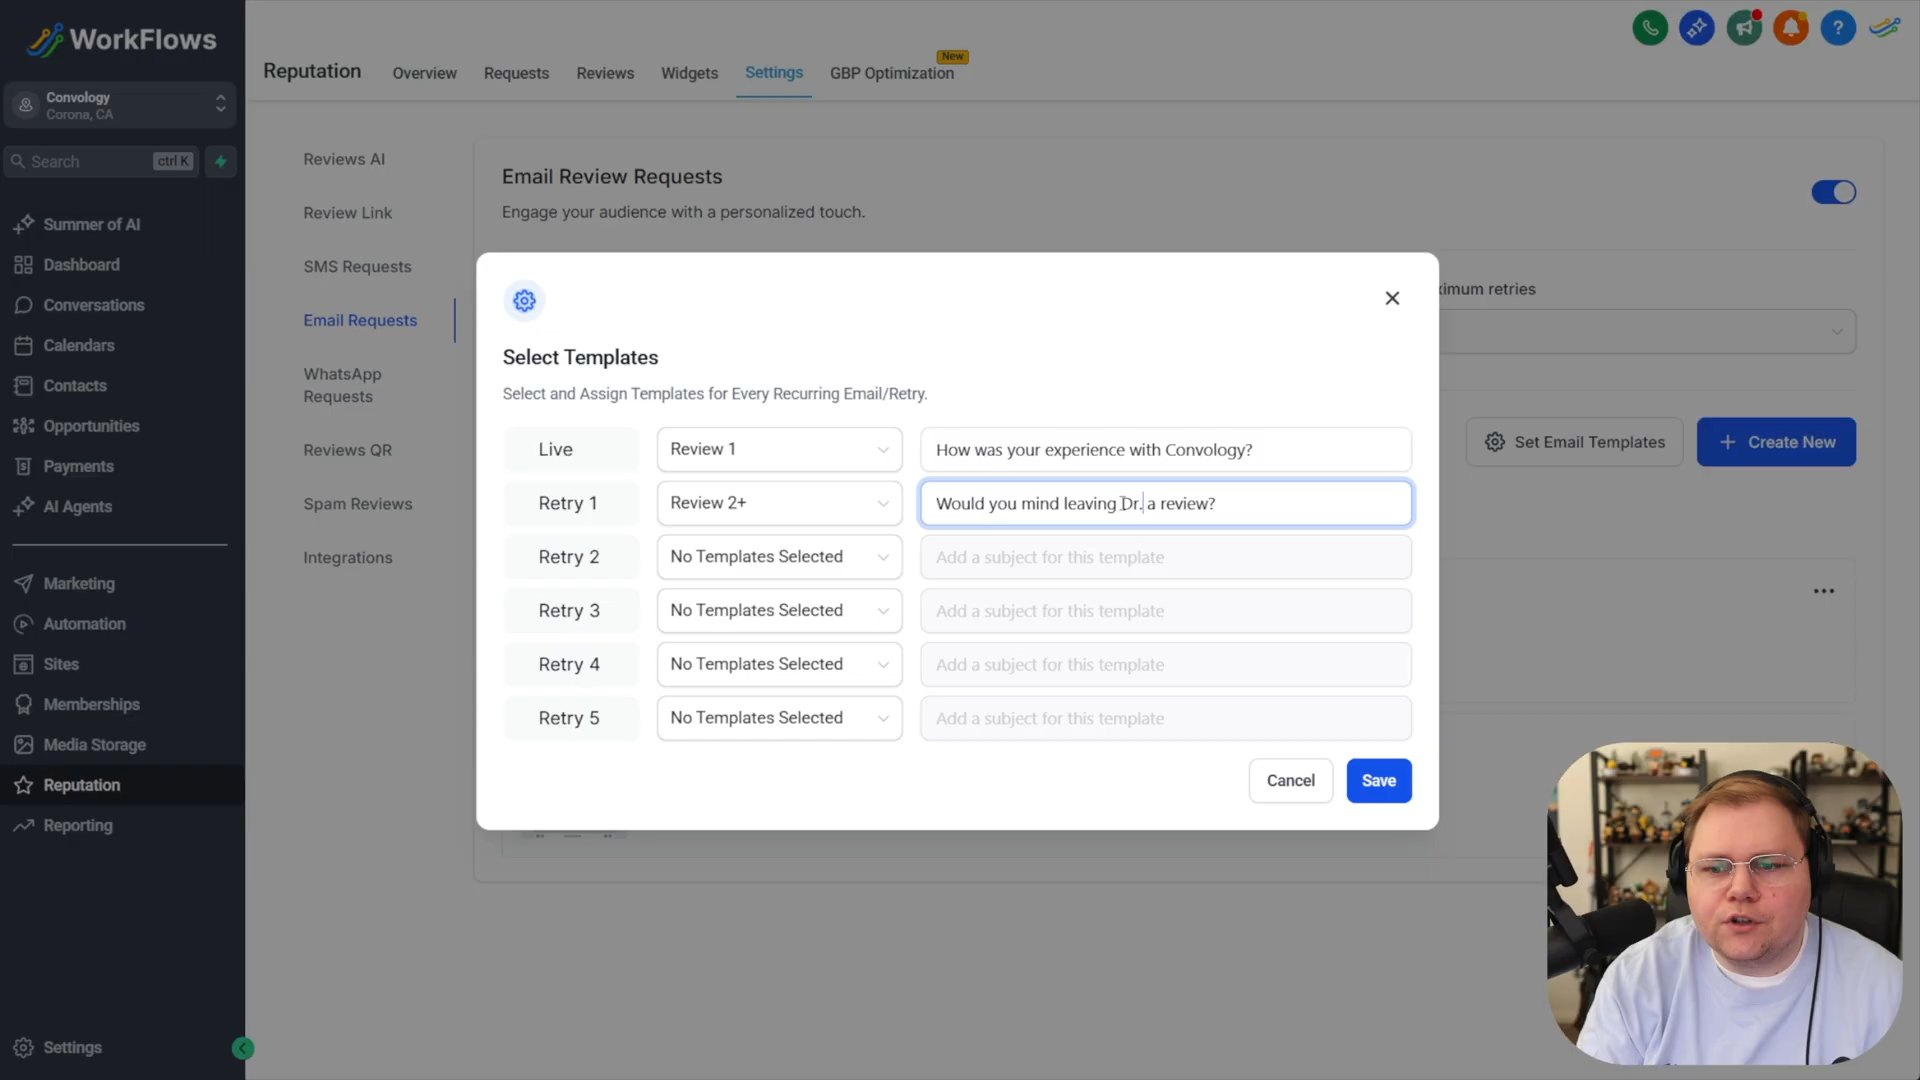 WorkFlows
Convology
Corona, CA
Search
ctrl K
Summer of AI
Dashboard
Conversations
Calendars
Contacts
Opportunities
Payments
AI Agents
Marketing
Automation
Sites
Memberships
Media Storage
Reputation
Reporting
Settings
Reputation
Overview
Requests
Reviews
Widgets
Settings
GBP Optimization
New
?
Reviews AI
Review Link
SMS Requests
Email Requests
WhatsApp
Requests
Reviews QR
Spam Reviews
Integrations
Email Review Requests
Engage your audience with a personalized touch.
ximum retries
Set Email Templates
+ Create New
Select Templates
Select and Assign Templates for Every Recurring Email/Retry.
Live
Review 1
How was your experience with Convology?
Retry 1
Review 2+
Would you mind leaving Dr. a review?
Retry 2
No Templates Selected
Add a subject for this template
Retry 3
No Templates Selected
Add a subject for this template
Retry 4
No Templates Selected
Add a subject for this template
Retry 5
No Templates Selected
Add a subject for this template
Cancel
Save